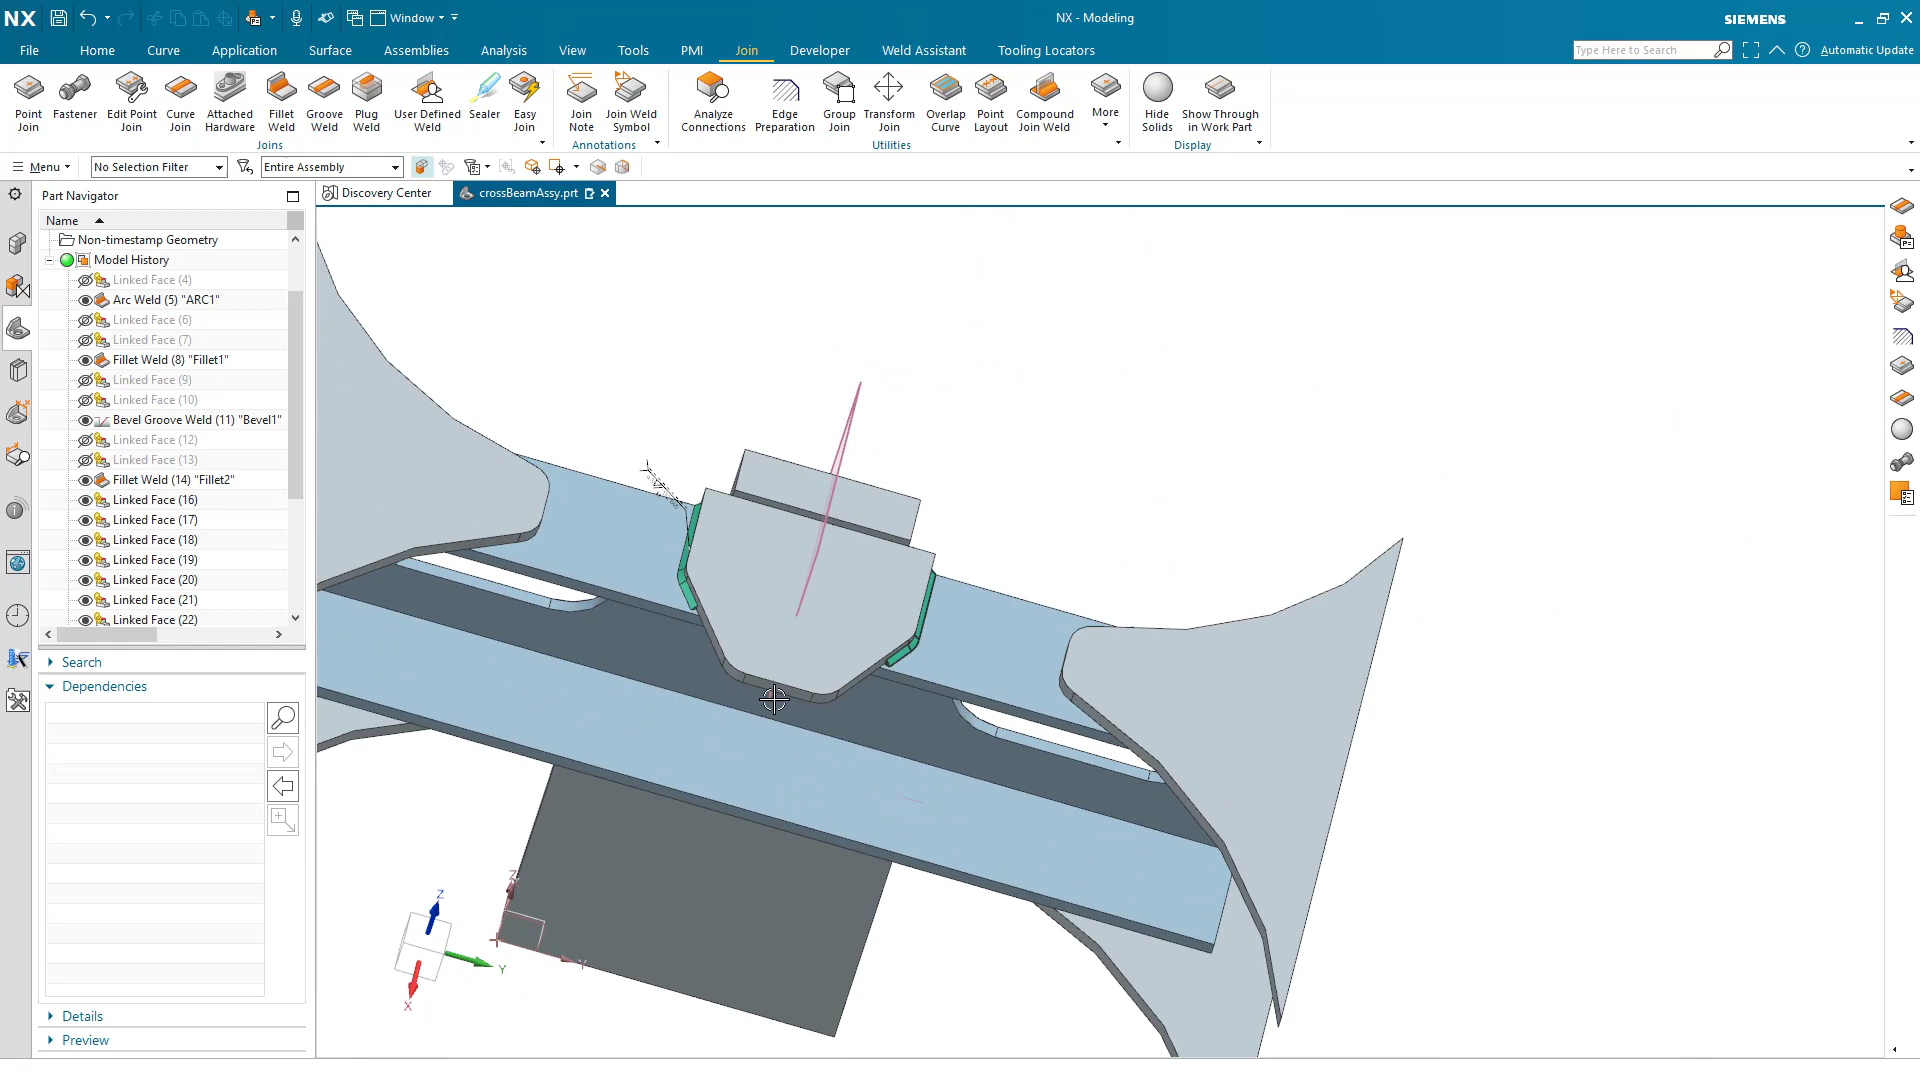 NX
Window
NX - Modeling
SIEMENS
File
Home
Curve
Application
Surface
Assemblies
Analysis
View
Tools
PMI
Join
Developer
Weld Assistant
Tooling Locators
Type Here to Search
Automatic Update
Point Join
Fastener
Edit Point Join
Curve Join
Attached Hardware
Fillet Weld
Groove Weld
Plug Weld
User Defined Weld
Sealer
Easy Join
Join Note
Join Weld Symbol
Analyze Connections
Edge Preparation
Group Join
Transform Join
Overlap Curve
Point Layout
Compound Join Weld
More
Hide Solids
Show Through in Work Part
Joins
Annotations
Utilities
Display
Menu
No Selection Filter
Entire Assembly
Part Navigator
Discovery Center
crossBeamAssy.prt
Name
Non-timestamp Geometry
Model History
Linked Face (4)
Arc Weld (5) "ARC1"
Linked Face (6)
Linked Face (7)
Fillet Weld (8) "Fillet1"
Linked Face (9)
Linked Face (10)
Bevel Groove Weld (11) "Bevel1"
Linked Face (12)
Linked Face (13)
Fillet Weld (14) "Fillet2"
Linked Face (16)
Linked Face (17)
Linked Face (18)
Linked Face (19)
Linked Face (20)
Linked Face (21)
Linked Face (22)
Search
Dependencies
Details
Preview
Z
Y
Z
Y
X